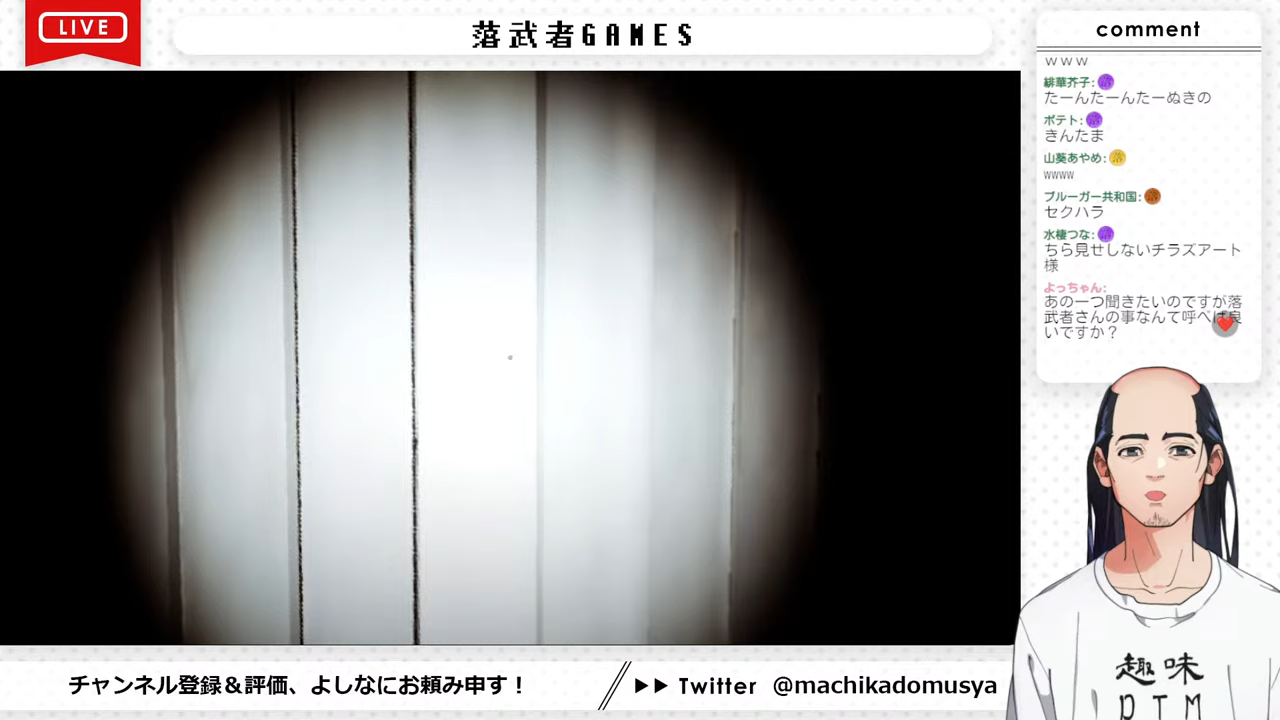 LIVE
落武者GAMES
comment
ｗｗｗ
緋華芥子:
たーんたーんたーぬきの
ポテト:
きんたま
山葵あやめ:
wwww
ブルーガー共和国:
セクハラ
水棲つな:
ちら見せしないチラズアート
様
よっちゃん:
あの一つ聞きたいのですが落
武者さんの事なんて呼べば良
いですか？
趣味
DTM
チャンネル登録＆評価、よしなにお頼み申す！
Twitter @machikadomusya